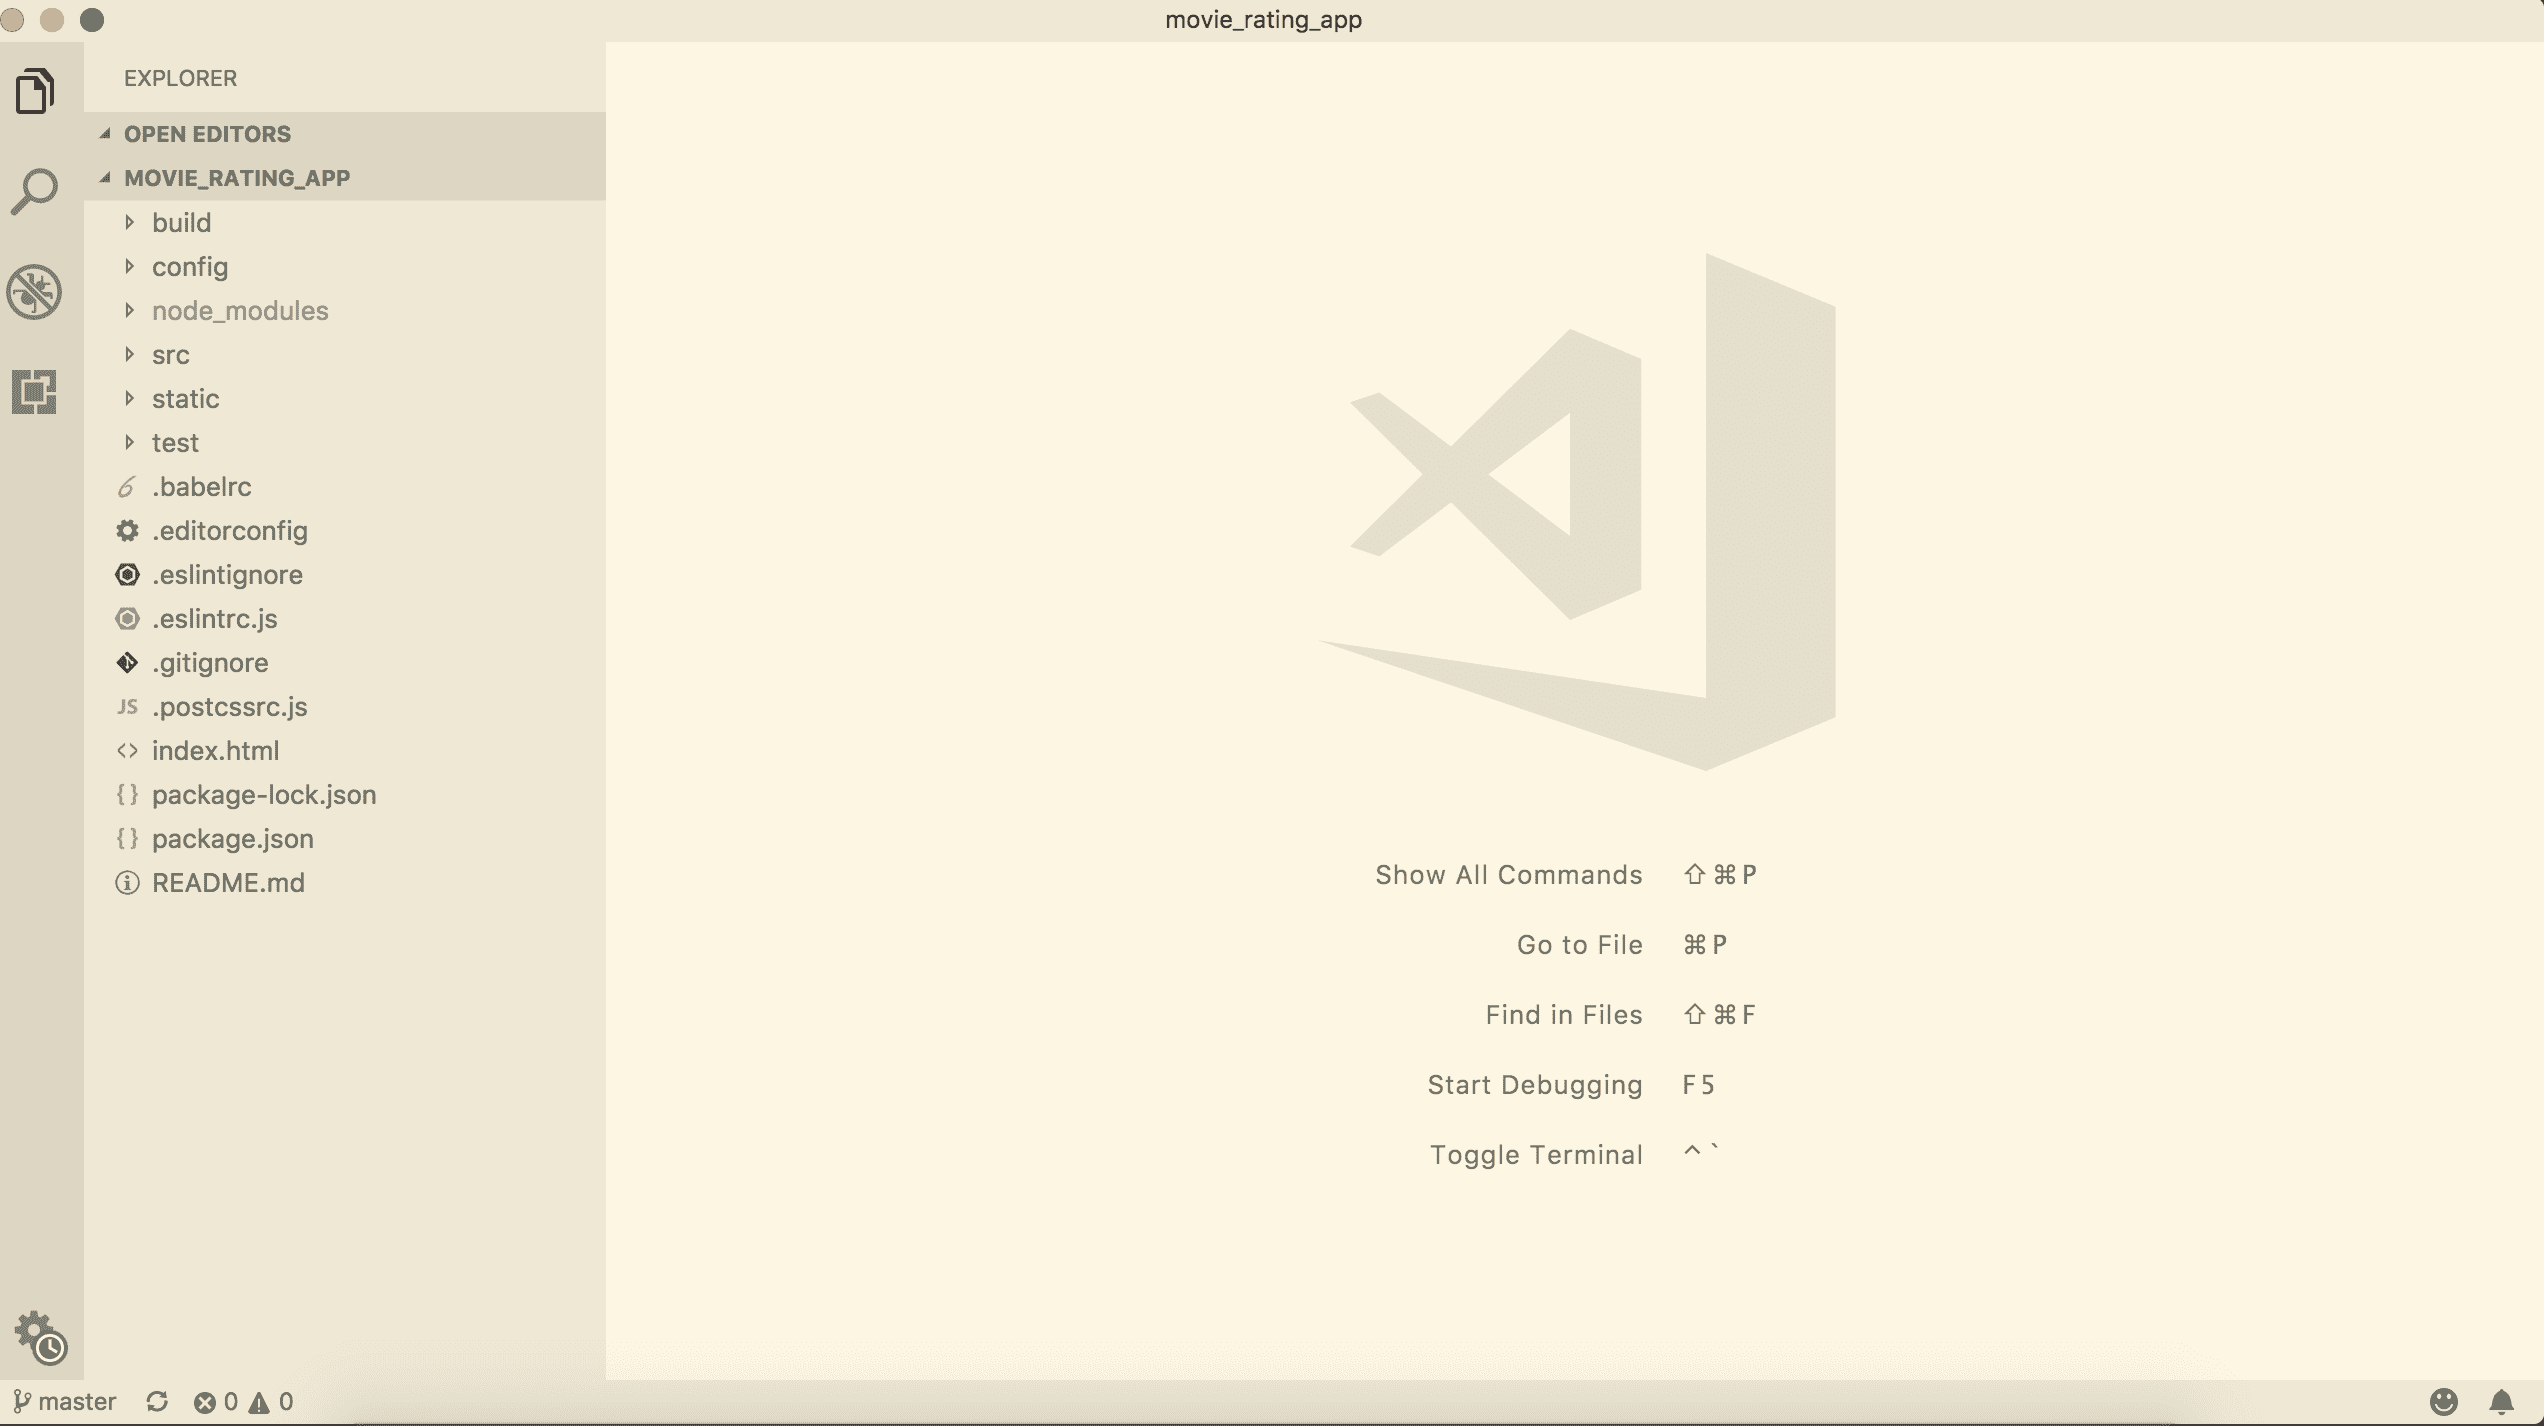 movie_rating_app
EXPLORER
OPEN EDITORS
MOVIE_RATING_APP
build
config
node_modules
src
static
test
.babelrc
.editorconfig
.eslintignore
.eslintrc.js
.gitignore
JS .postcssrc.js
<> index.html
{} package-lock.json
{} package.json
README.md
Show All Commands ⇧⌘P
Go to File ⌘P
Find in Files ⇧⌘F
Start Debugging F5
Toggle Terminal ^`
master 0 0